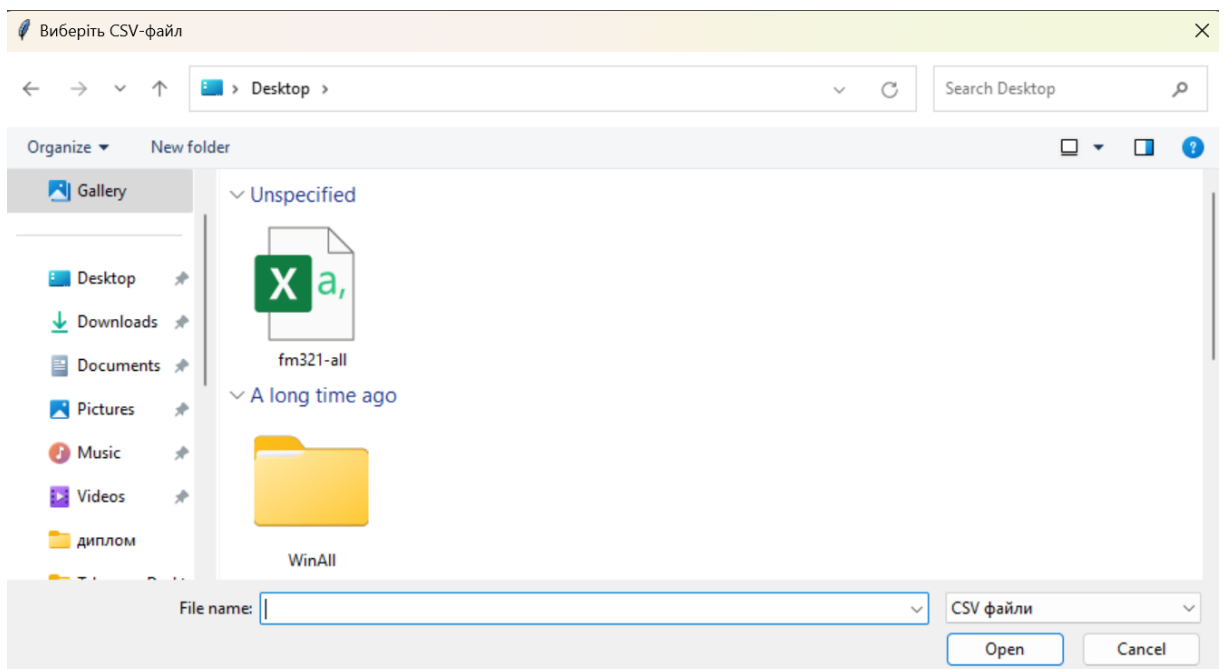 Виберіть CSV-файл
Desktop
Search Desktop
Organize
New folder
Gallery
Unspecified
a,
X
fm321-all
Desktop
Downloads
Documents
A long time ago
Pictures
Music
Videos
диплом
WinAll
File name:
CSV файли
Open
Cancel